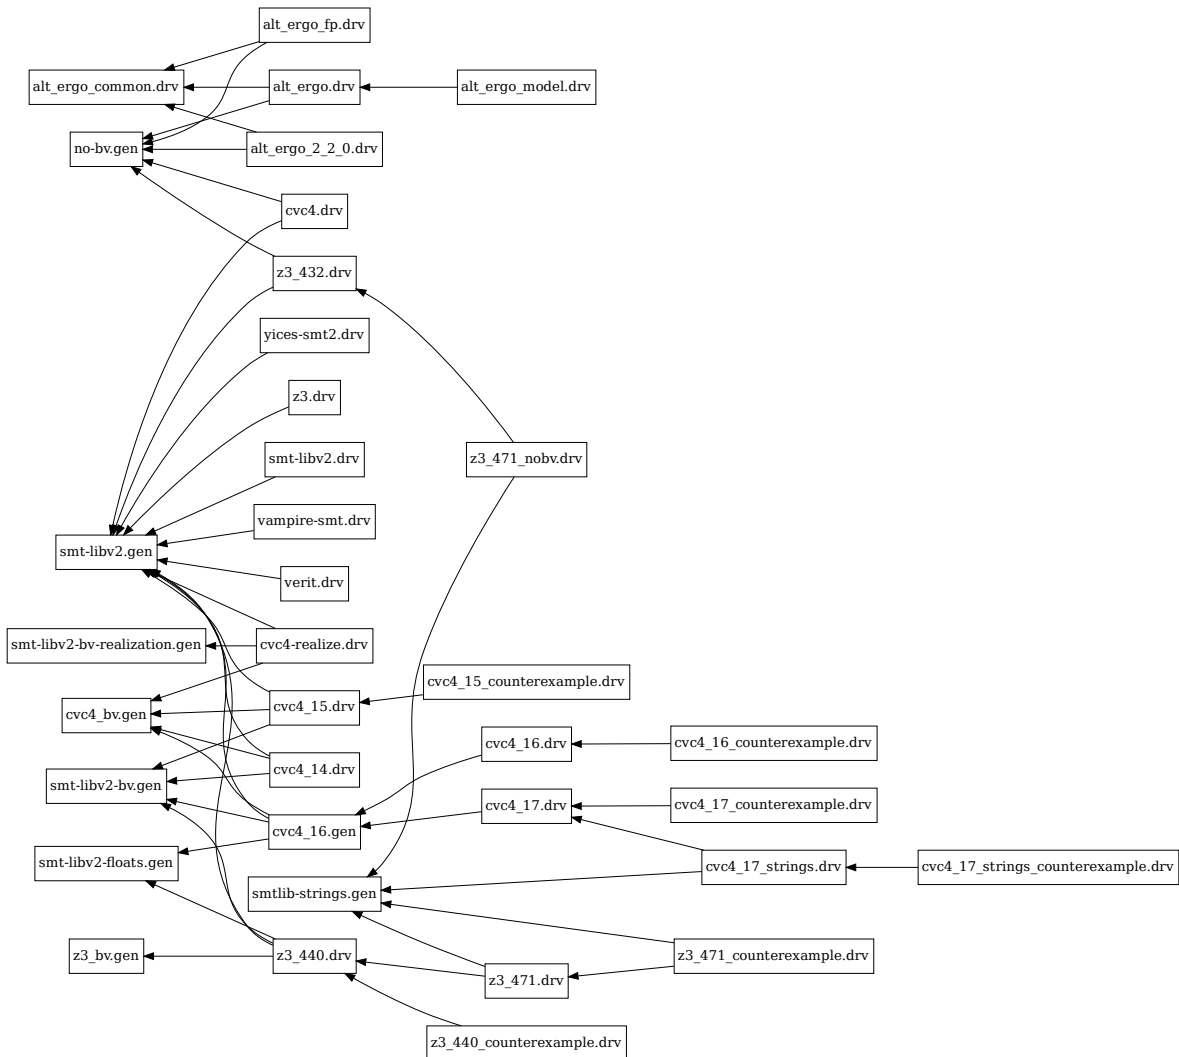 alt_ergo_fp.drv
alt_ergo_common.drv
alt_ergo.drv
alt_ergo_model.drv
no-bv.gen
alt_ergo_2_2_0.drv
cvc4.drv
z3_432.drv
yices-smt2.drv
z3.drv
smt-libv2.drv
z3_471_nobv.drv
vampire-smt.drv
smt-libv2.gen
verit.drv
smt-libv2-bv-realization.gen
cvc4-realize.drv
cvc4_15_counterexample.drv
cvc4_bv.gen
cvc4_15.drv
cvc4_16.drv
cvc4_16_counterexample.drv
cvc4_14.drv
smt-libv2-bv.gen
cvc4_17.drv
cvc4_17_counterexample.drv
cvc4_16.gen
smt-libv2-floats.gen
cvc4_17_strings.drv
cvc4_17_strings_counterexample.drv
smtlib-strings.gen
z3_bv.gen
z3_440.drv
z3_471_counterexample.drv
z3_471.drv
z3_440_counterexample.drv